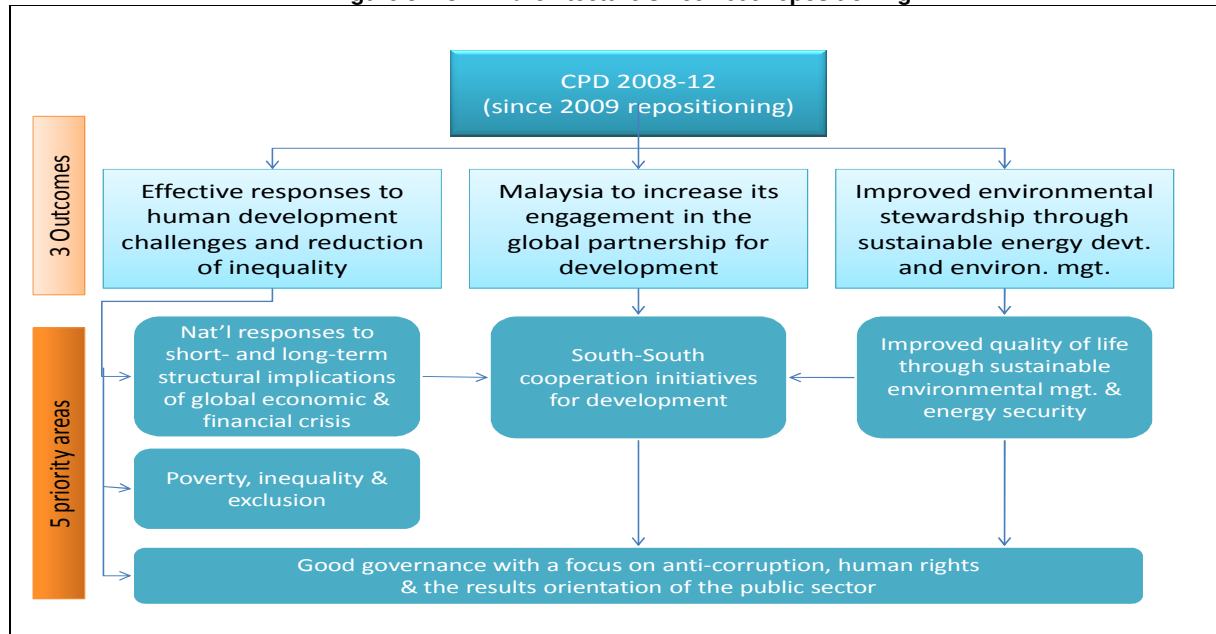 CPD 2008-12
(since 2009 repositioning)
3 Outcomes
Effective responses to
human development
challenges and reduction
of inequality
Malaysia to increase its
engagement in the
global partnership for
development
Improved environmental
stewardship through
sustainable energy devt.
and environ. mgt.
5 priority areas
Nat'l responses to
short- and long-term
structural implications
of global economic &
financial crisis
South-South
cooperation initiatives
for development
Improved quality of life
through sustainable
environmental mgt. &
energy security
Poverty, inequality &
exclusion
Good governance with a focus on anti-corruption, human rights
& the results orientation of the public sector